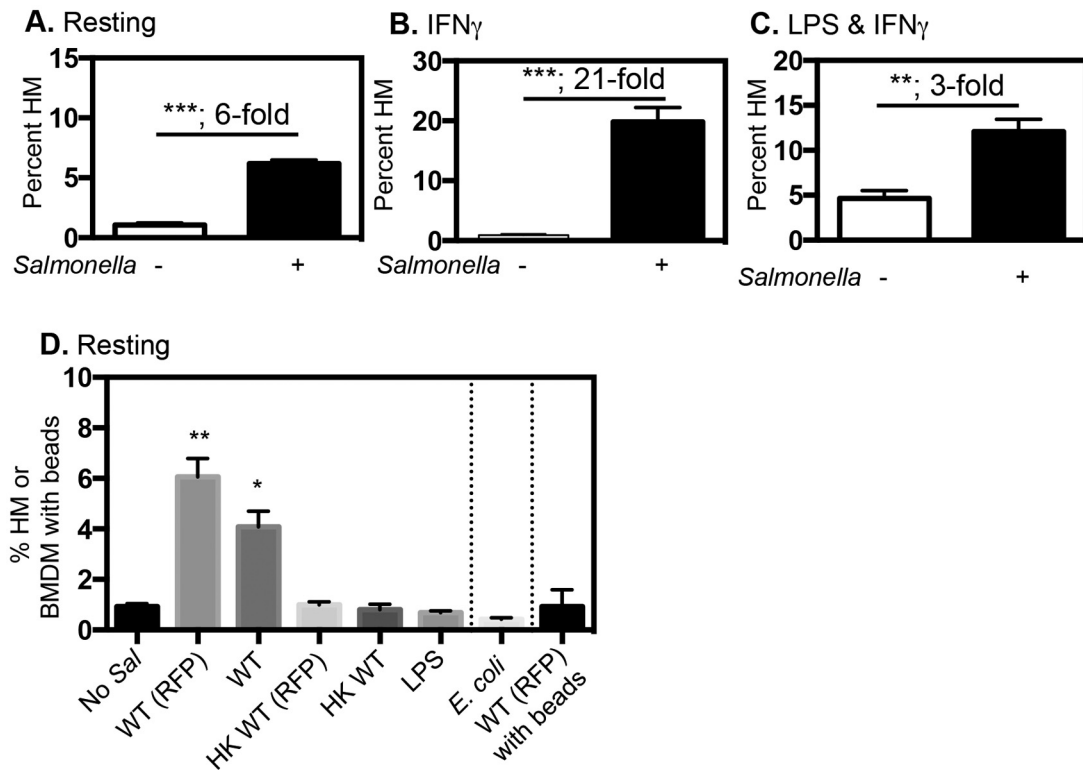 A. Resting
Percent HM
15
10
5
0
***; 6-fold
Salmonella - +
B. IFNγ
Percent HM
30
20
10
0
***; 21-fold
- +
C. LPS & IFNγ
Percent HM
20
15
10
5
0
**; 3-fold
Salmonella - +
D. Resting
% HM or
BMDM with beads
10
8
6
4
2
0
**
*
No Sal
WT (RFP)
WT
HK WT (RFP)
HK WT
LPS
E. coli
WT (RFP)
with beads